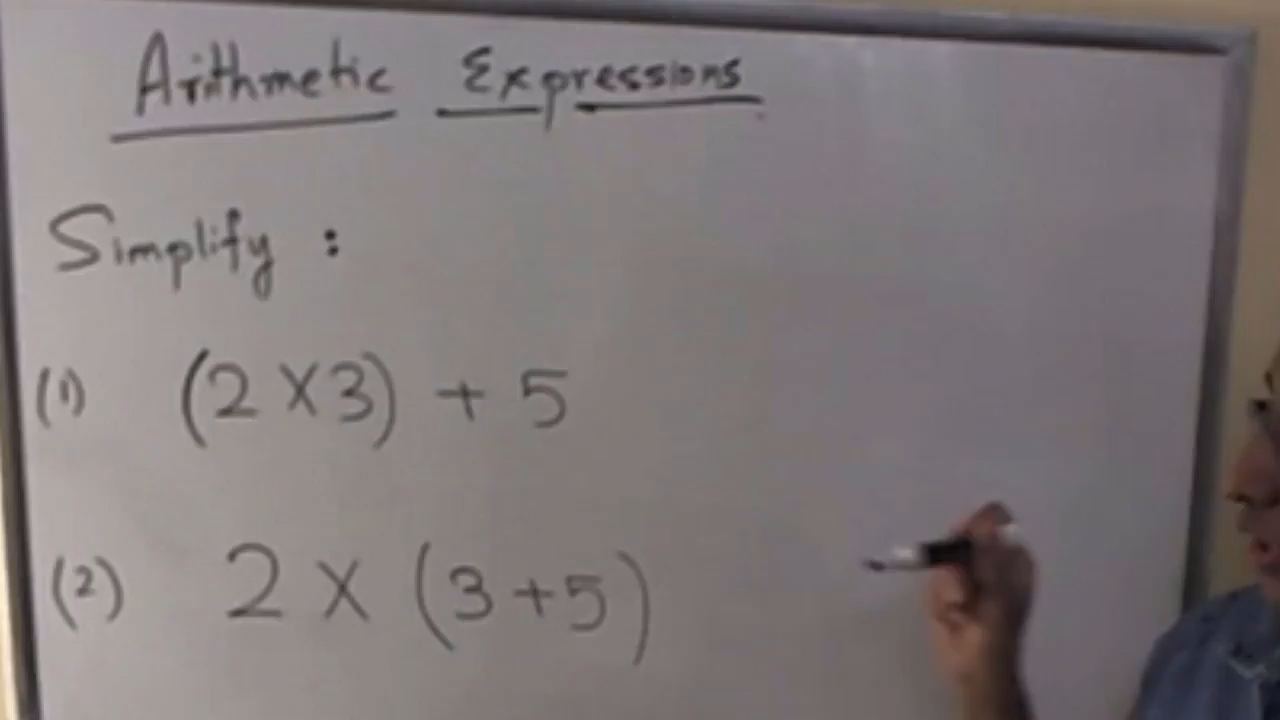 Arithmetic Expressions
Simplify :
(1) (2 X 3) + 5
(2) 2 X (3 + 5)